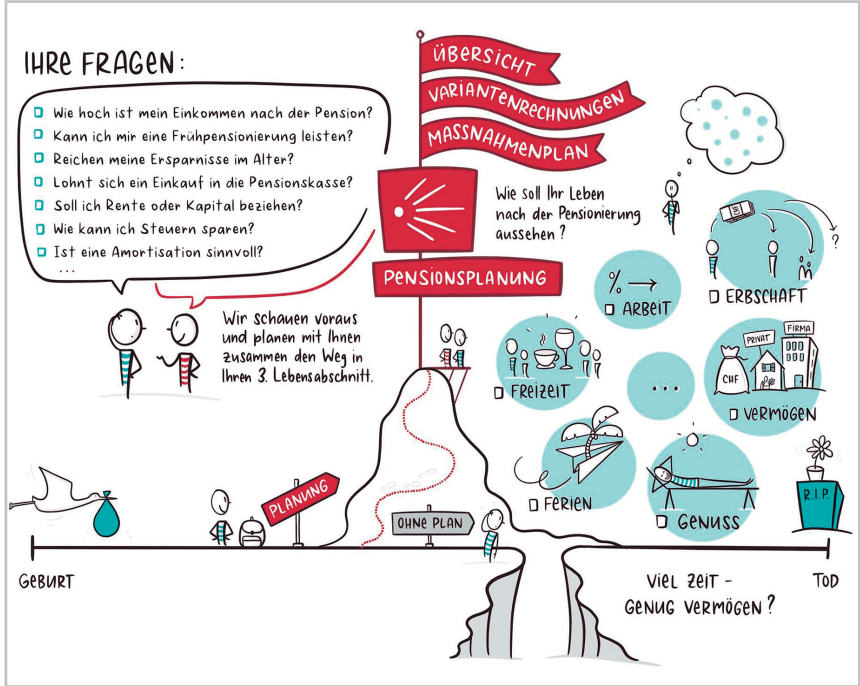 IHRE FRAGEN:
Wie hoch ist mein Einkommen nach der Pension?
Kann ich mir eine Frühpensionierung leisten?
Reichen meine Ersparnisse im Alter?
Lohnt sich ein Einkauf in die Pensionskasse?
Soll ich Rente oder Kapital beziehen?
Wie kann ich Steuern sparen?
Ist eine Amortisation sinnvoll?
...
Wir schauen voraus
und planen mit Ihnen
zusammen den Weg in
Ihren 3. Lebensabschnitt.
ÜBERSICHT
VARIANTENRECHNUNGEN
MASSNAHMENPLAN
PENSIONSPLANUNG
Wie soll Ihr Leben
nach der Pensionierung
aussehen?
% →
ARBEIT
?
ERBSCHAFT
FREIZEIT
...
PRIVAT
FIRMA
CHF
VERMÖGEN
FERIEN
GENUSS
R.I.P.
PLANUNG
OHNE PLAN
GEBURT
VIEL ZEIT –
GENUG VERMÖGEN?
TOD